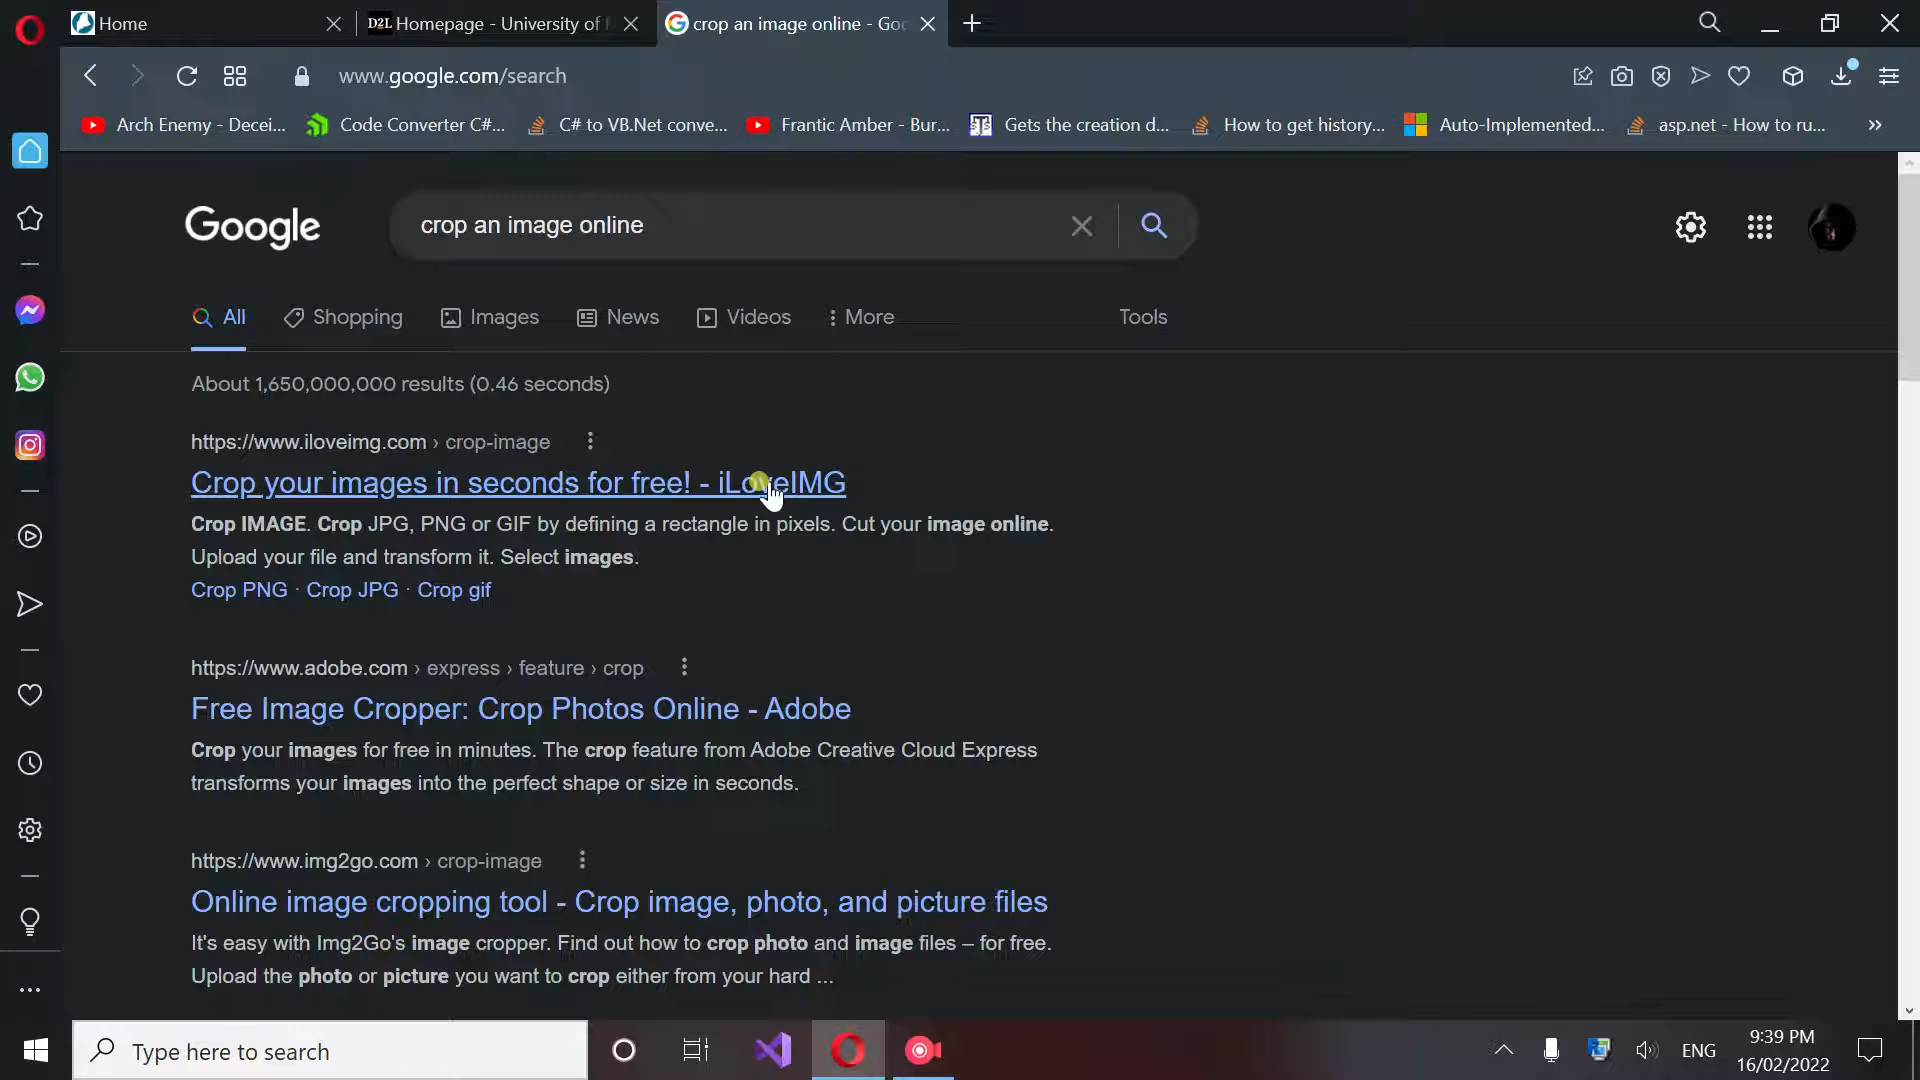 Home
D2L Homepage - University of
crop an image online - Goo
www.google.com/search
Arch Enemy - Decei...
Code Converter C#...
C# to VB.Net conve...
Frantic Amber - Bur...
Gets the creation d...
How to get history...
Auto-Implemented...
asp.net - How to ru...
Google
crop an image online
All
Shopping
Images
News
Videos
More
Tools
About 1,650,000,000 results (0.46 seconds)
https://www.iloveimg.com › crop-image
Crop your images in seconds for free! - iLoveIMG
Crop IMAGE. Crop JPG, PNG or GIF by defining a rectangle in pixels. Cut your image online.
Upload your file and transform it. Select images.
Crop PNG · Crop JPG · Crop gif
https://www.adobe.com › express › feature › crop
Free Image Cropper: Crop Photos Online - Adobe
Crop your images for free in minutes. The crop feature from Adobe Creative Cloud Express
transforms your images into the perfect shape or size in seconds.
https://www.img2go.com › crop-image
Online image cropping tool - Crop image, photo, and picture files
It's easy with Img2Go's image cropper. Find out how to crop photo and image files – for free.
Upload the photo or picture you want to crop either from your hard ...
Type here to search
ENG
9:39 PM
16/02/2022